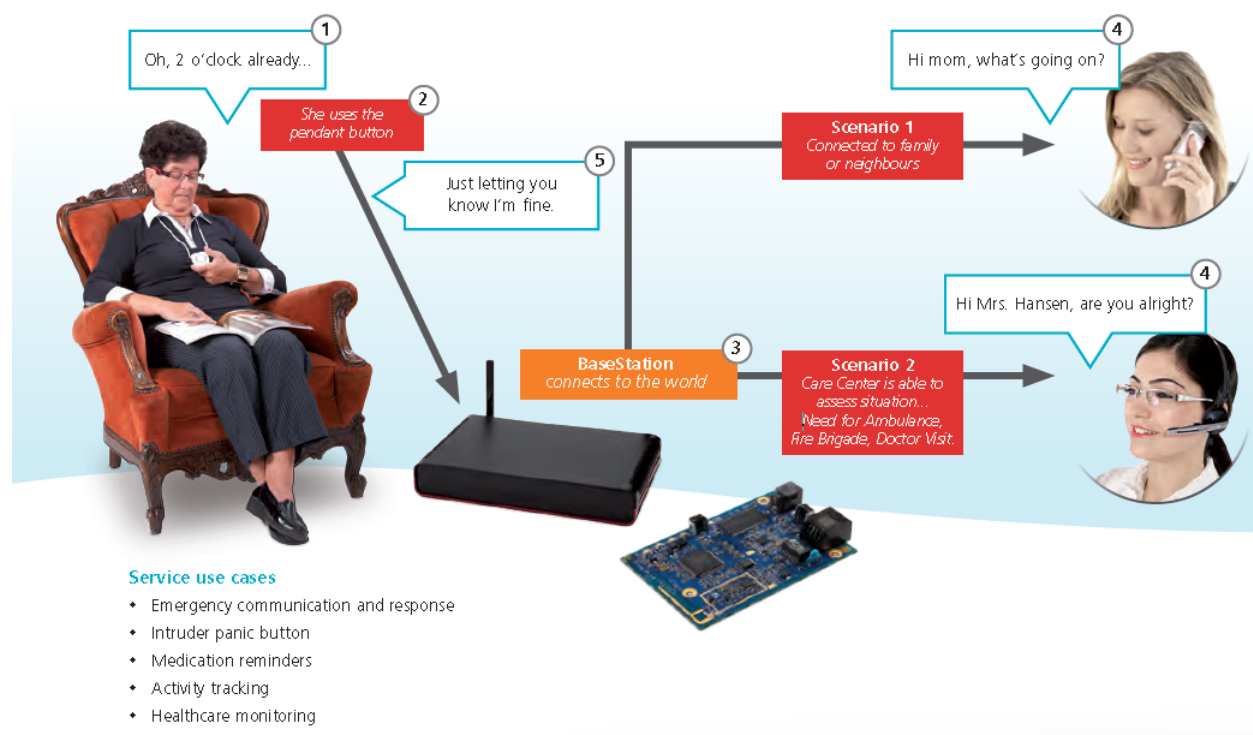 1
Oh, 2 o'clock already...
2
She uses the
pendant button
5
Just letting you
know I'm fine.
4
Hi mom, what's going on?
Scenario 1
Connected to family
or neighbours
4
Hi Mrs. Hansen, are you alright?
3
BaseStation
connects to the world
Scenario 2
Care Center is able to
assess situation...
Need for Ambulance,
Fire Brigade, Doctor Visit.
Service use cases
• Emergency communication and response
• Intruder panic button
• Medication reminders
• Activity tracking
• Healthcare monitoring